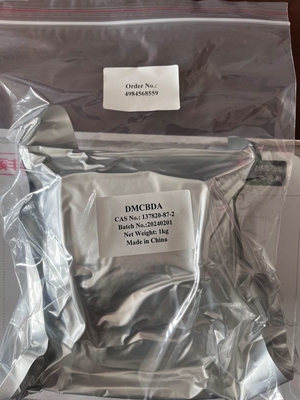 Order No.:
4984568559
DMCBDA
CAS No.: 137820-87-2
Batch No.:20240201
Net Weight: 1kg
Made in China